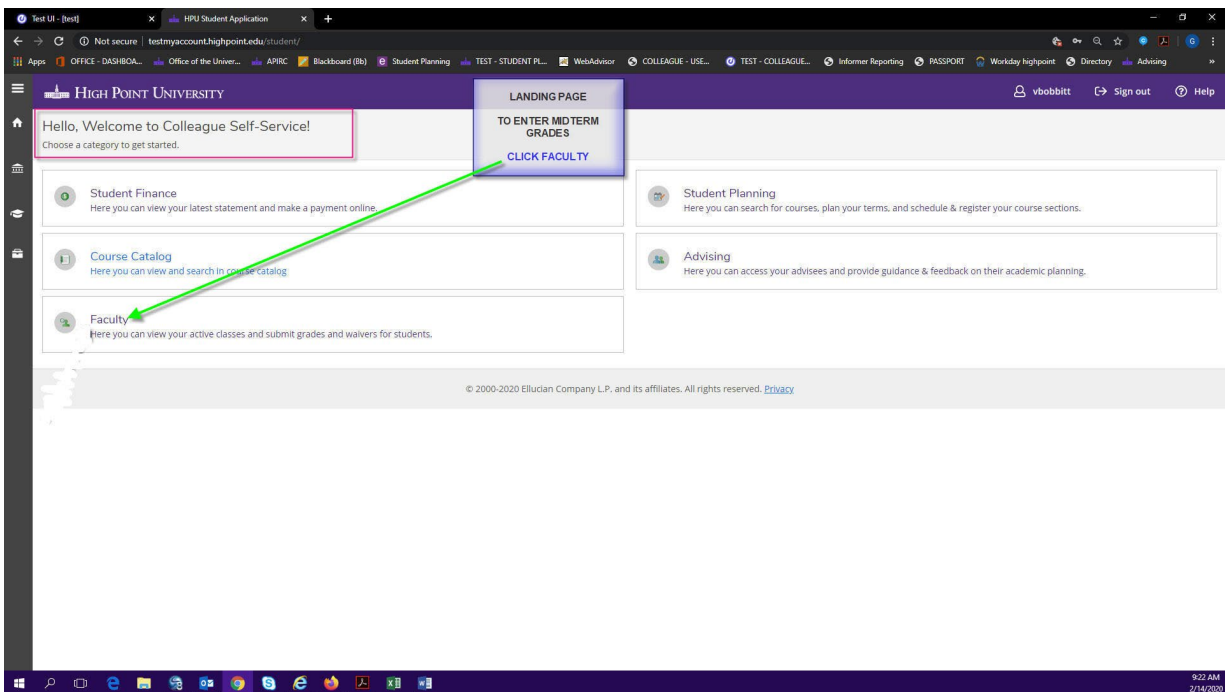 Test UI - [test]
HPU Student Application
Not secure | testmyaccount.highpoint.edu/student/
Apps OFFICE - DASHBOA... Office of the Univer... APIRC Blackboard (Bb) Student Planning TEST - STUDENT PL... WebAdvisor COLLEAGUE - USE... TEST - COLLEAGUE... Informer Reporting PASSPORT Workday highpoint Directory Advising »
HIGH POINT UNIVERSITY
vbobbitt Sign out Help
LANDING PAGE
TO ENTER MIDTERM
GRADES
CLICK FACULTY
Hello, Welcome to Colleague Self-Service!
Choose a category to get started.
Student Finance
Here you can view your latest statement and make a payment online.
Student Planning
Here you can search for courses, plan your terms, and schedule & register your course sections.
Course Catalog
Here you can view and search in course catalog
Advising
Here you can access your advisees and provide guidance & feedback on their academic planning.
Faculty
Here you can view your active classes and submit grades and waivers for students.
© 2000-2020 Ellucian Company L.P. and its affiliates. All rights reserved. Privacy
9:22 AM
2/14/2020